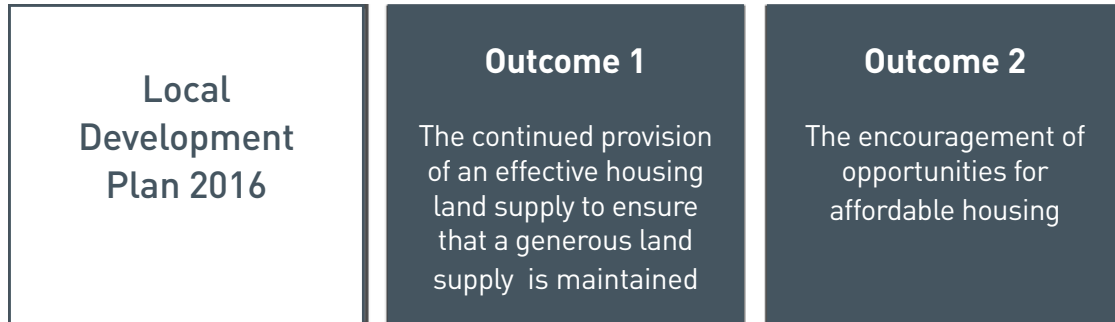 Local
Development
Plan 2016
Outcome 1
The continued provision
of an effective housing
land supply to ensure
that a generous land
supply is maintained
Outcome 2
The encouragement of
opportunities for
affordable housing